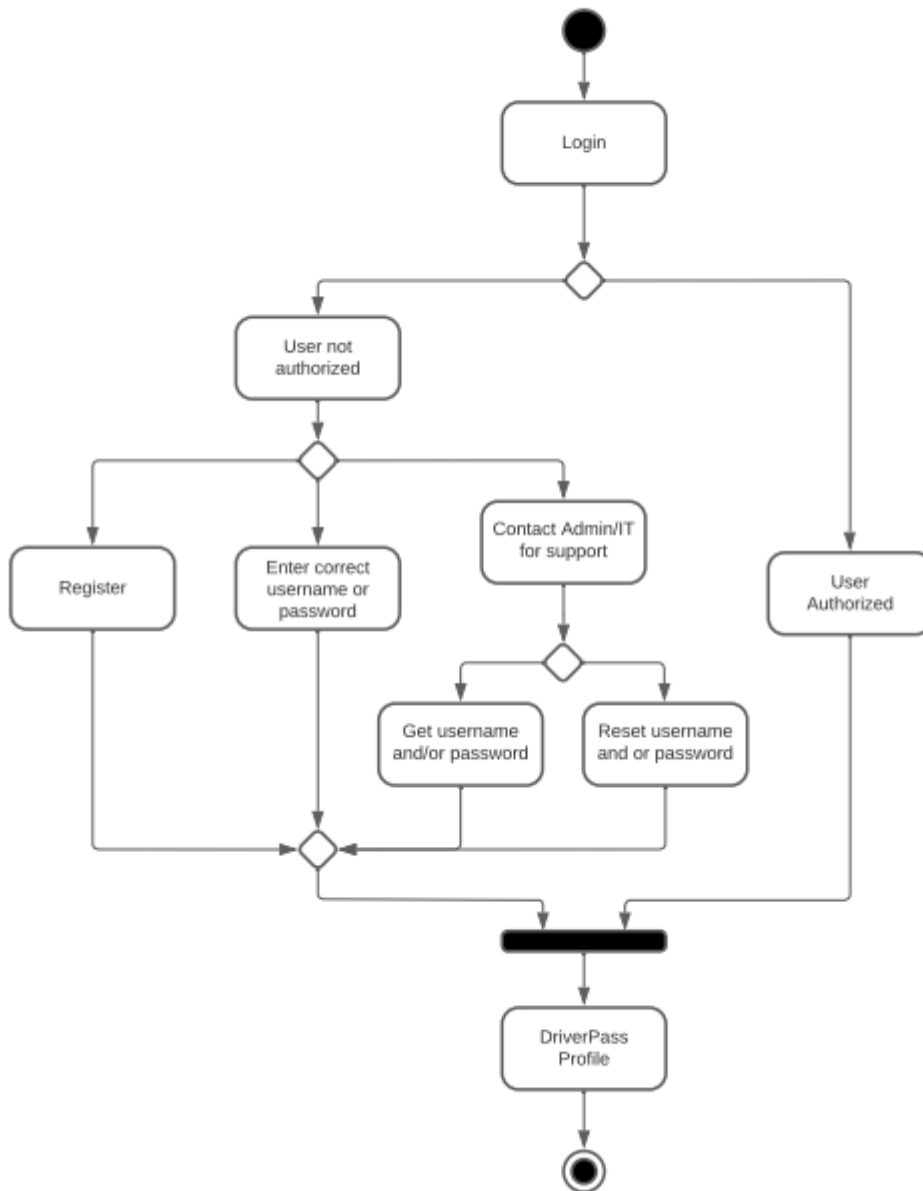 Login
User not
authorized
Contact Admin/IT
for support
Register
Enter correct
username or
password
User
Authorized
Get username
and/or password
Reset username
and or password
DriverPass
Profile